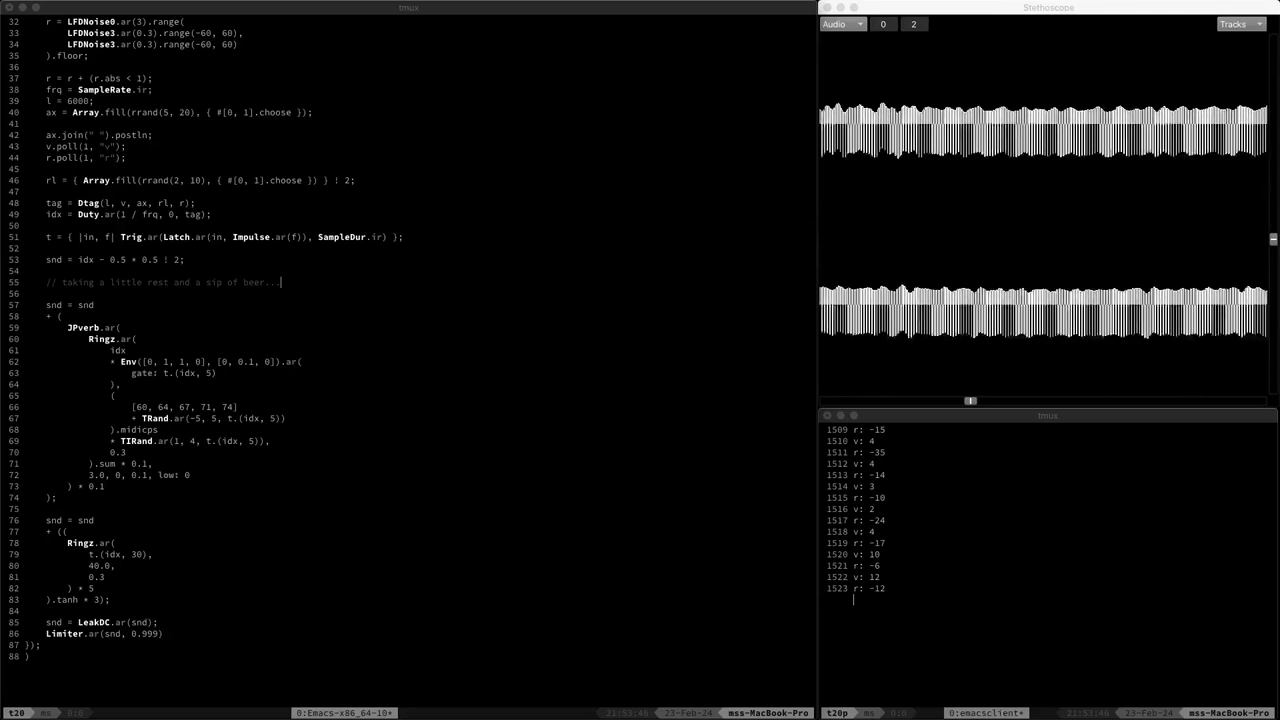 tmux
32 r = LFDNoise0.ar(3).range(
33 LFDNoise3.ar(0.3).range(-60, 60),
34 LFDNoise3.ar(0.3).range(-60, 60)
35 ).floor;
36
37 r = r + (r.abs < 1);
38 frq = SampleRate.ir;
39 l = 6000;
40 ax = Array.fill(rrand(5, 20), { #[0, 1].choose });
41
42 ax.join(" ").postln;
43 v.poll(1, "v");
44 r.poll(1, "r");
45
46 rl = { Array.fill(rrand(2, 10), { #[0, 1].choose }) } ! 2;
47
48 tag = Dtag(l, v, ax, rl, r);
49 idx = Duty.ar(1 / frq, 0, tag);
50
51 t = { |in, f| Trig.ar(Latch.ar(in, Impulse.ar(f)), SampleDur.ir) };
52
53 snd = idx - 0.5 * 0.5 ! 2;
54
55 // taking a little rest and a sip of beer...
56
57 snd = snd
58 + (
59 JPverb.ar(
60 Ringz.ar(
61 idx
62 * Env([0, 1, 1, 0], [0, 0.1, 0]).ar(
63 gate: t.(idx, 5)
64 ),
65 (
66 [60, 64, 67, 71, 74]
67 + TRand.ar(-5, 5, t.(idx, 5))
68 ).midicps
69 * TIRand.ar(1, 4, t.(idx, 5)),
70 0.3
71 ).sum * 0.1,
72 3.0, 0, 0.1, low: 0
73 ) * 0.1
74 );
75
76 snd = snd
77 + ((
78 Ringz.ar(
79 t.(idx, 30),
80 40.0,
81 0.3
82 ) * 5
83 ).tanh * 3);
84
85 snd = LeakDC.ar(snd);
86 Limiter.ar(snd, 0.999)
87 });
88 )
t20 ms 0:0 0:Emacs-x86_64-10* 21:53:46 23-Feb-24 mss-MacBook-Pro
Stethoscope
Audio 0 2 Tracks
tmux
1509 r: -15
1510 v: 4
1511 r: -35
1512 v: 4
1513 r: -14
1514 v: 3
1515 r: -10
1516 v: 2
1517 r: -24
1518 v: 4
1519 r: -17
1520 v: 10
1521 r: -6
1522 v: 12
1523 r: -12
t20p ms 0:0 0:emacsclient* 21:53:46 23-Feb-24 mss-MacBook-Pro